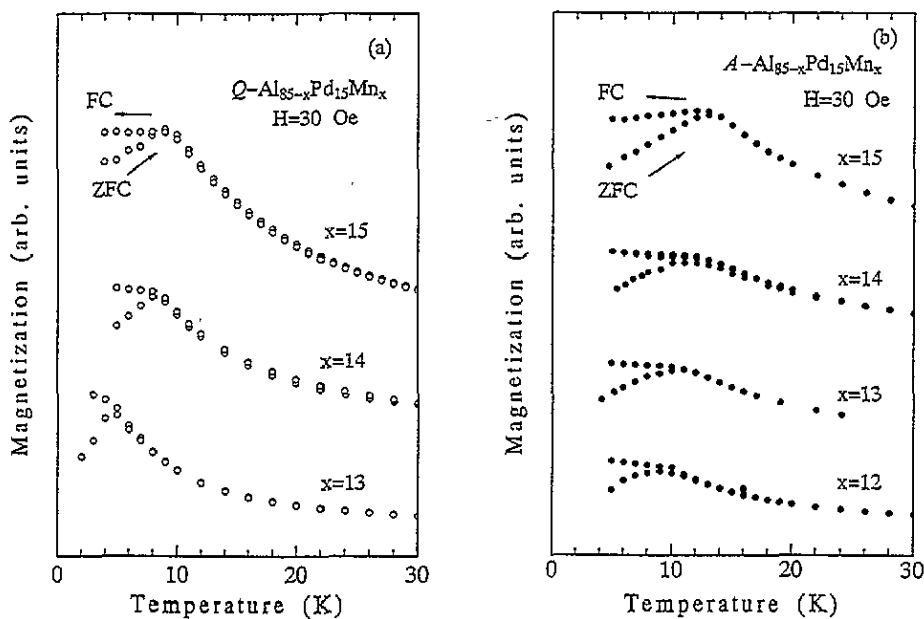 (a)
Q-Al₈₅₋ₓPd₁₅Mnₓ
H=30 Oe
FC
ZFC
x=15
x=14
x=13
Magnetization (arb. units)
0 10 20 30
Temperature (K)
(b)
A-Al₈₅₋ₓPd₁₅Mnₓ
H=30 Oe
FC
ZFC
x=15
x=14
x=13
x=12
Magnetization (arb. units)
0 10 20 30
Temperature (K)